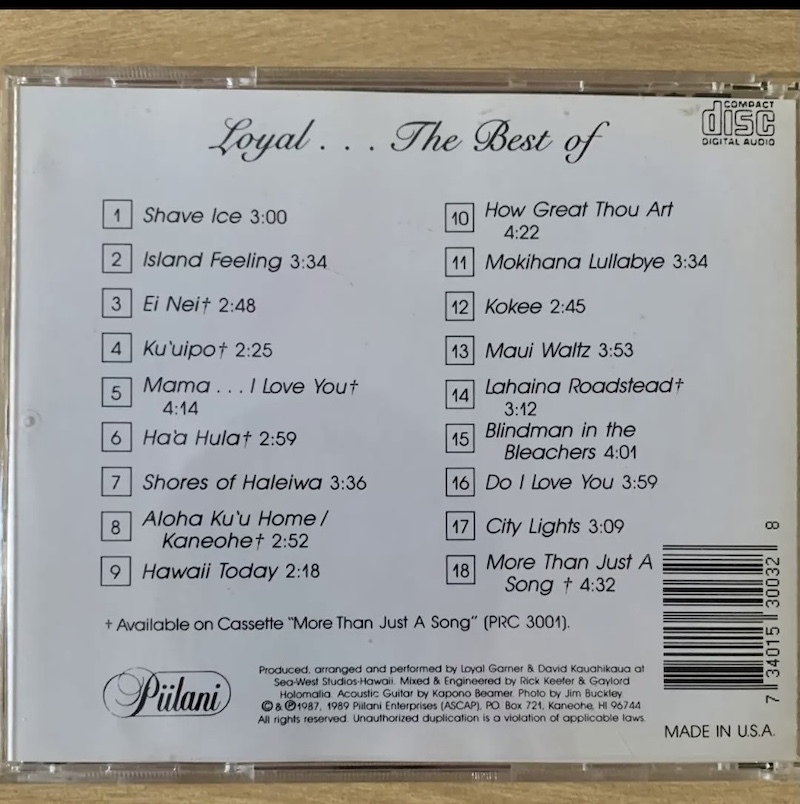 Loyal . . . The Best of
COMPACT
disc
DIGITAL AUDIO
1 Shave Ice 3:00
2 Island Feeling 3:34
3 Ei Nei† 2:48
4 Ku'uipo† 2:25
5 Mama . . . I Love You†
4:14
6 Ha'a Hula† 2:59
7 Shores of Haleiwa 3:36
8 Aloha Ku'u Home /
Kaneohe† 2:52
9 Hawaii Today 2:18
10 How Great Thou Art
4:22
11 Mokihana Lullabye 3:34
12 Kokee 2:45
13 Maui Waltz 3:53
14 Lahaina Roadstead†
3:12
15 Blindman in the
Bleachers 4:01
16 Do I Love You 3:59
17 City Lights 3:09
18 More Than Just A
Song † 4:32
† Available on Cassette "More Than Just A Song" (PRC 3001).
Piilani
Produced, arranged and performed by Loyal Garner & David Kauahikaua at
Sea-West Studios-Hawaii. Mixed & Engineered by Rick Keefer & Gaylord
Holomalia. Acoustic Guitar by Kapono Beamer. Photo by Jim Buckley.
© & ℗1987, 1989 Piilani Enterprises (ASCAP). P.O. Box 721, Kaneohe, HI 96744
All rights reserved. Unauthorized duplication is a violation of applicable laws.
7 34015 30032 8
MADE IN U.S.A.